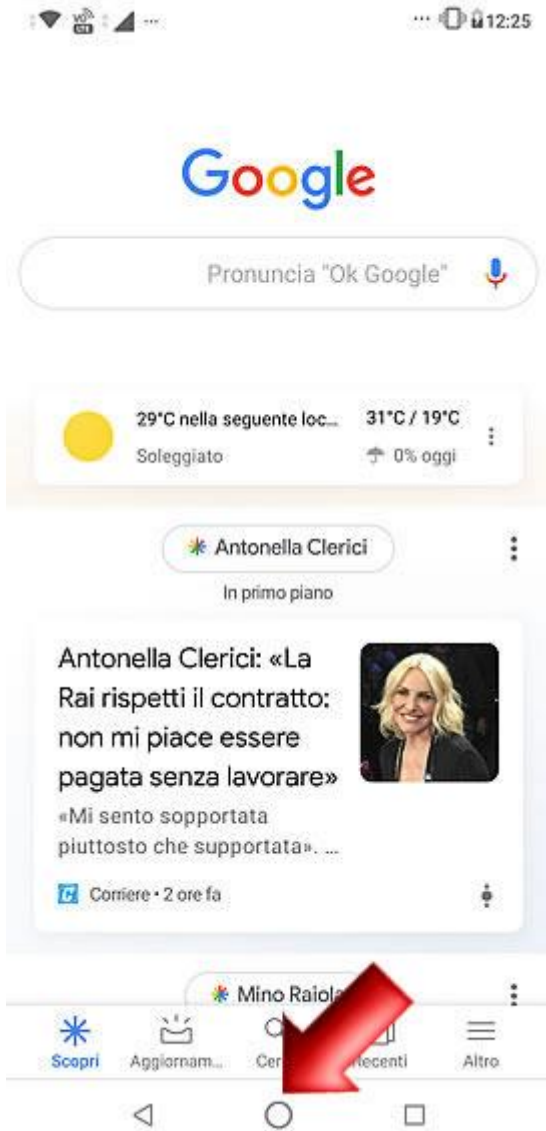 VO))
LTE
12:25
Google
Pronuncia "Ok Google"
29°C nella seguente loc...
31°C / 19°C
Soleggiato
0% oggi
Antonella Clerici
In primo piano
Antonella Clerici: «La
Rai rispetti il contratto:
non mi piace essere
pagata senza lavorare»
«Mi sento sopportata
piuttosto che supportata». ...
Corriere • 2 ore fa
Mino Raiola
Scopri
Aggiornam...
Altro